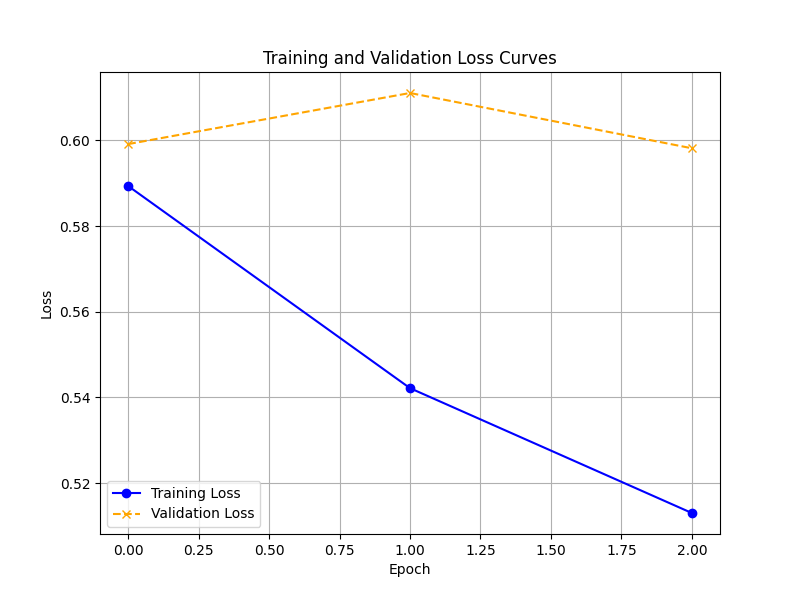 Training and Validation Loss Curves
Loss
0.60
0.58
0.56
0.54
0.52
Training Loss
Validation Loss
0.00 0.25 0.50 0.75 1.00 1.25 1.50 1.75 2.00
Epoch